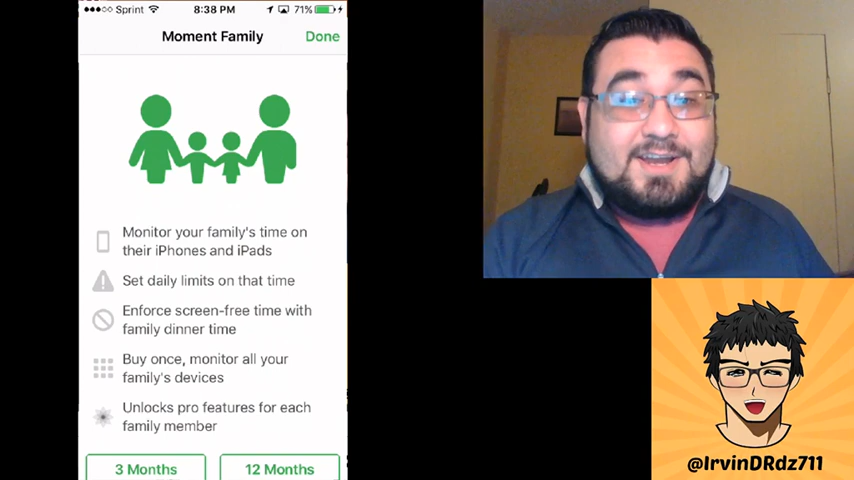 Sprint 8:38 PM 71%
Moment Family Done
Monitor your family's time on
their iPhones and iPads
Set daily limits on that time
Enforce screen-free time with
family dinner time
Buy once, monitor all your
family's devices
Unlocks pro features for each
family member
3 Months 12 Months
@IrvinDRdz711